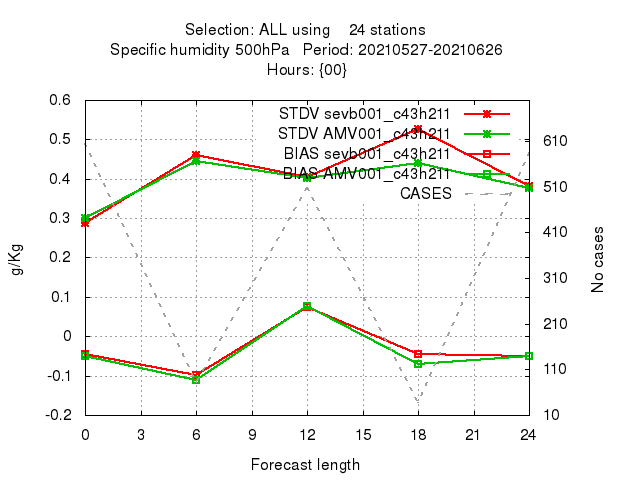 Selection: ALL using 24 stations
Specific humidity 500hPa Period: 20210527-20210626
Hours: {00}
STDV sevb001_c43h211
STDV AMV001_c43h211
BIAS sevb001_c43h211
BIAS AMV001_c43h211
CASES
0.6
0.5
0.4
0.3
0.2
0.1
0
-0.1
-0.2
g/Kg
610
510
410
310
210
110
10
No cases
0 3 6 9 12 15 18 21 24
Forecast length